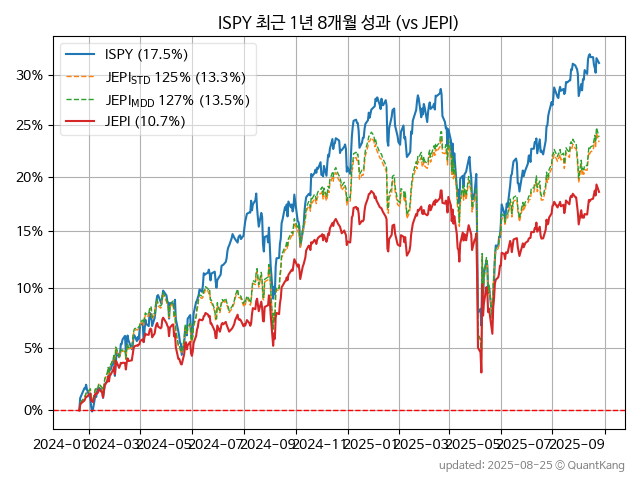 ISPY 최근 1년 8개월 성과 (vs JEPI)
ISPY (17.5%)
JEPISTD 125% (13.3%)
JEPIMDD 127% (13.5%)
JEPI (10.7%)
30%
25%
20%
15%
10%
5%
0%
2024-01 2024-03 2024-05 2024-07 2024-09 2024-11 2025-01 2025-03 2025-05 2025-07 2025-09
updated: 2025-08-25 © QuantKang